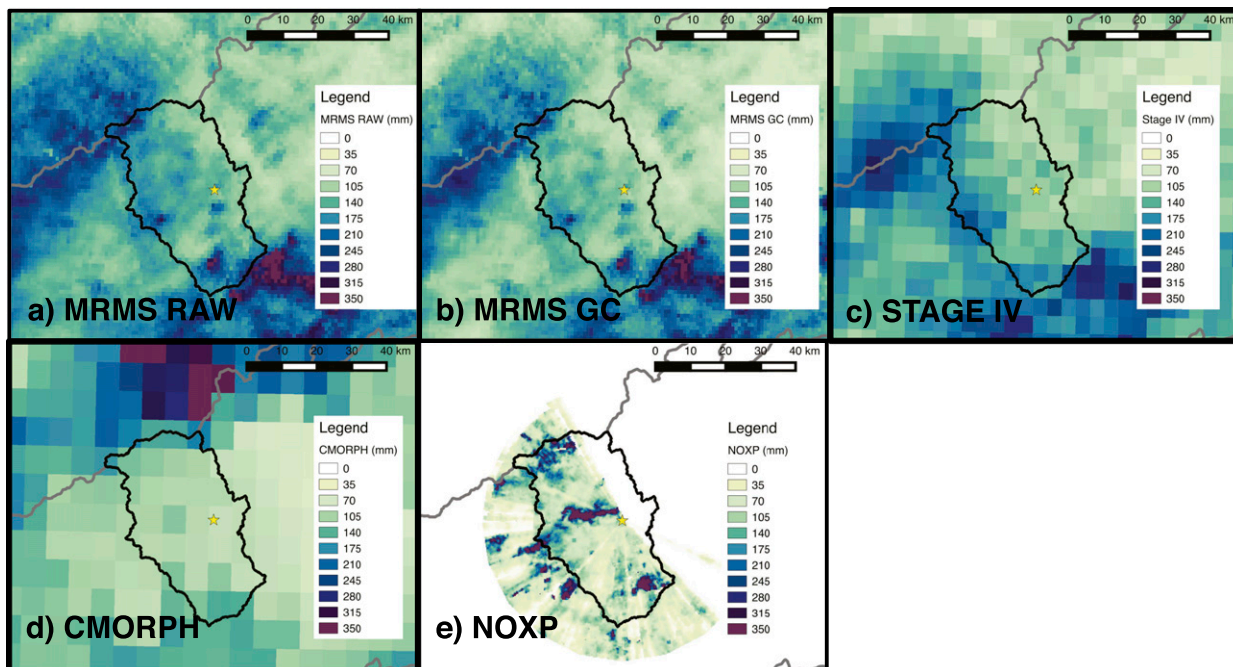 0 10 20 30 40 km
Legend
MRMS RAW (mm)
0
35
70
105
140
175
210
245
280
315
350
a) MRMS RAW
0 10 20 30 40 km
Legend
MRMS GC (mm)
0
35
70
105
140
175
210
245
280
315
350
b) MRMS GC
0 10 20 30 40 km
Legend
Stage IV (mm)
0
35
70
105
140
175
210
245
280
315
350
c) STAGE IV
0 10 20 30 40 km
Legend
CMORPH (mm)
0
35
70
105
140
175
210
245
280
315
350
d) CMORPH
0 10 20 30 40 km
Legend
NOXP (mm)
0
35
70
105
140
175
210
245
280
315
350
e) NOXP